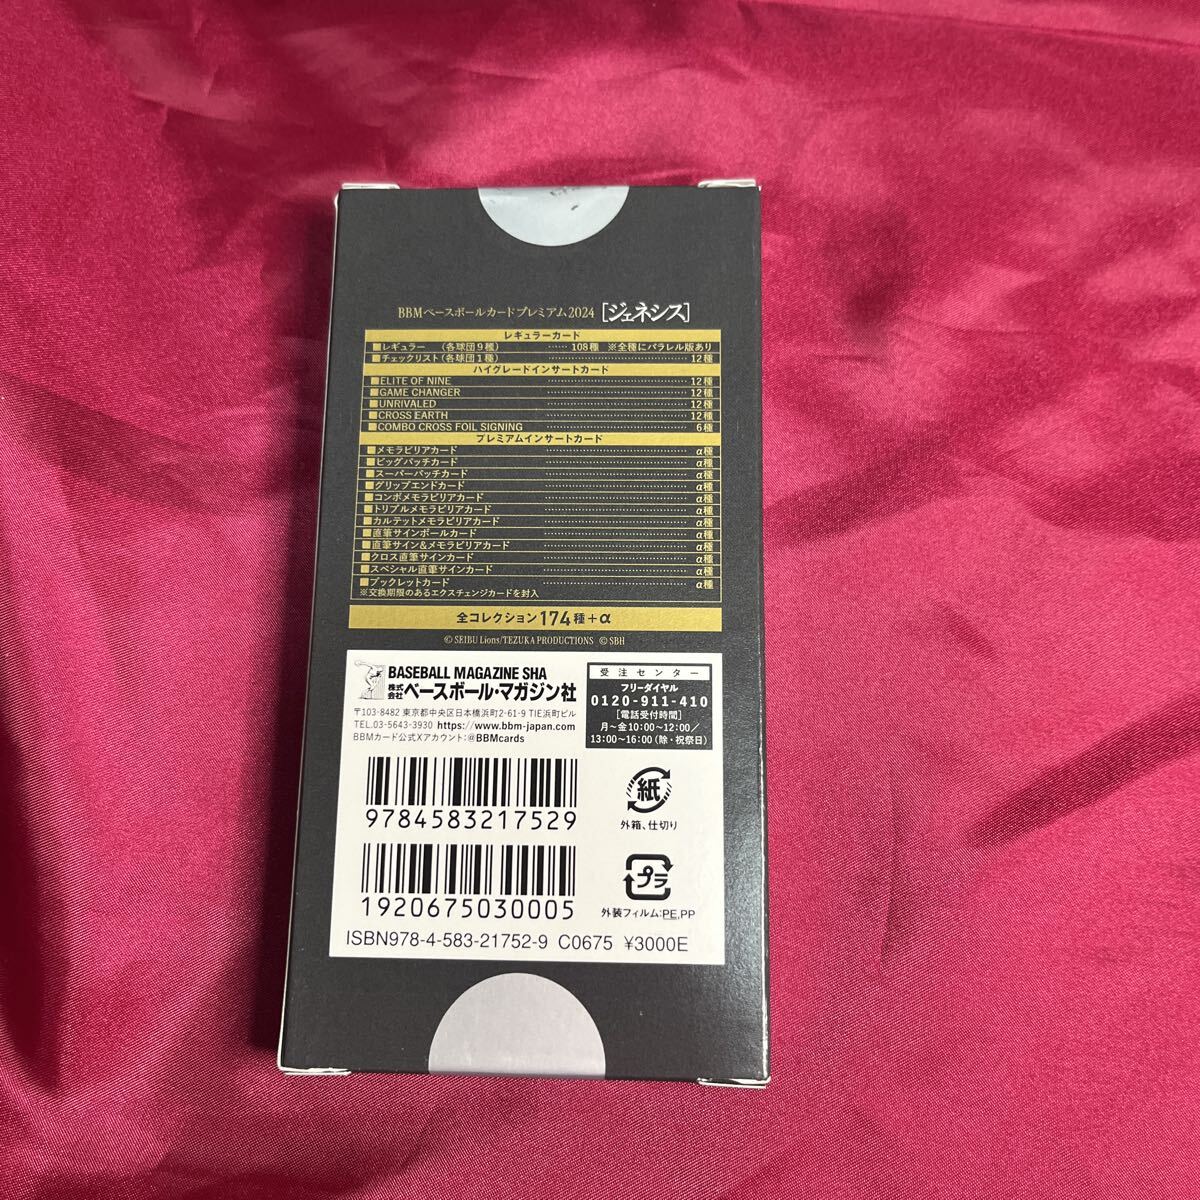 BBMベースボールカードプレミアム2024 [ジェネシス]
レギュラーカード
■レギュラー (各球団9種) …… 108種 ※全種にパラレル版あり
■チェックリスト(各球団1種) …… 12種
ハイグレードインサートカード
■ELITE OF NINE …… 12種
■GAME CHANGER …… 12種
■UNRIVALED …… 12種
■CROSS EARTH …… 12種
■COMBO CROSS FOIL SIGNING …… 6種
プレミアムインサートカード
■メモラビリアカード …… α種
■ビッグパッチカード …… α種
■スーパーパッチカード …… α種
■グリップエンドカード …… α種
■コンボメモラビリアカード …… α種
■トリプルメモラビリアカード …… α種
■カルテットメモラビリアカード …… α種
■直筆サインボールカード …… α種
■直筆サイン&メモラビリアカード …… α種
■クロス直筆サインカード …… α種
■スペシャル直筆サインカード …… α種
■ブックレットカード …… α種
※交換期限のあるエクスチェンジカードを封入
全コレクション174種+α
© SEIBU Lions/TEZUKA PRODUCTIONS © SBH
BASEBALL MAGAZINE SHA
株式会社ベースボール・マガジン社
〒103-8482 東京都中央区日本橋浜町2-61-9 TIE浜町ビル
TEL.03-5643-3930 https://www.bbm-japan.com
BBMカード公式Xアカウント:@BBMcards
受注センター
フリーダイヤル
0120-911-410
[電話受付時間]
月～金10:00～12:00/
13:00～16:00(除・祝祭日)
9784583217529
紙
外箱、仕切り
1920675030005
プラ
外装フィルム:PE,PP
ISBN978-4-583-21752-9 C0675 ¥3000E